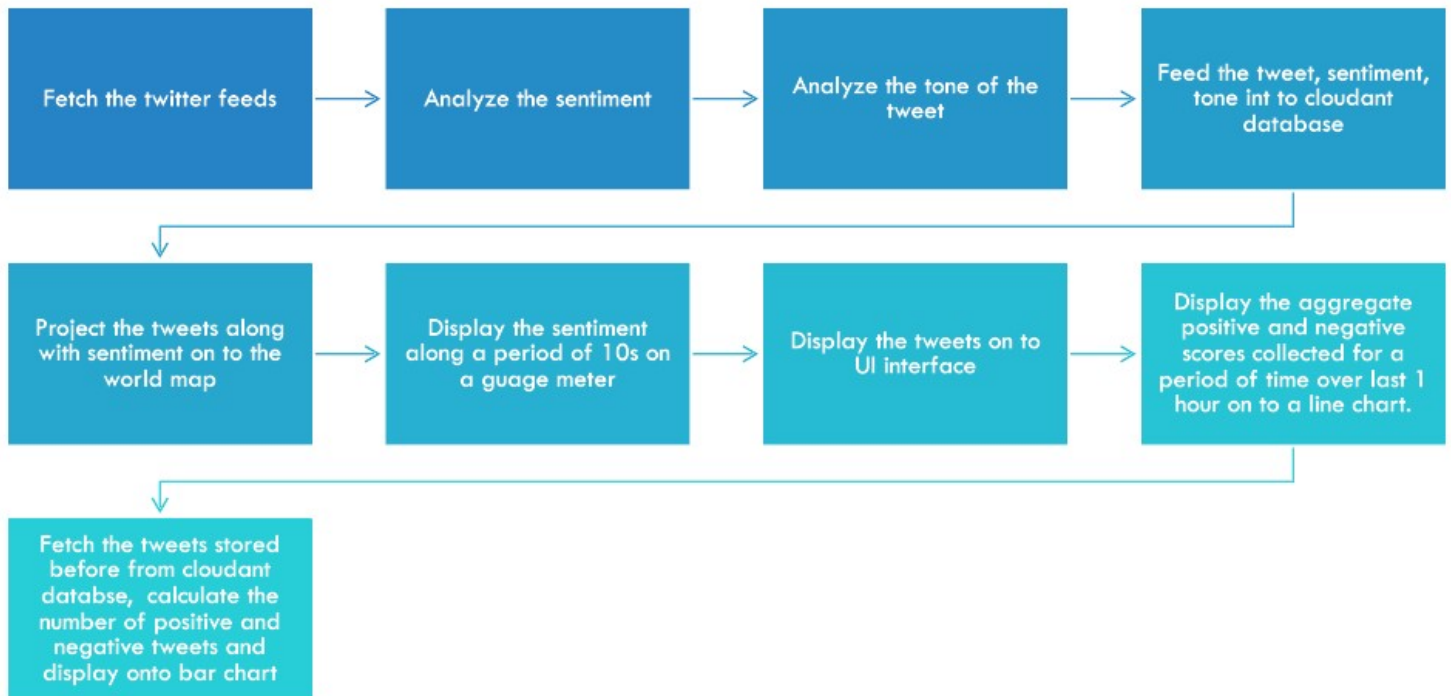 Fetch the twitter feeds
Analyze the sentiment
Analyze the tone of the
tweet
Feed the tweet, sentiment,
tone int to cloudant
database
Project the tweets along
with sentiment on to the
world map
Display the sentiment
along a period of 10s on
a guage meter
Display the tweets on to
UI interface
Display the aggregate
positive and negative
scores collected for a
period of time over last 1
hour on to a line chart.
Fetch the tweets stored
before from cloudant
databse, calculate the
number of positive and
negative tweets and
display onto bar chart